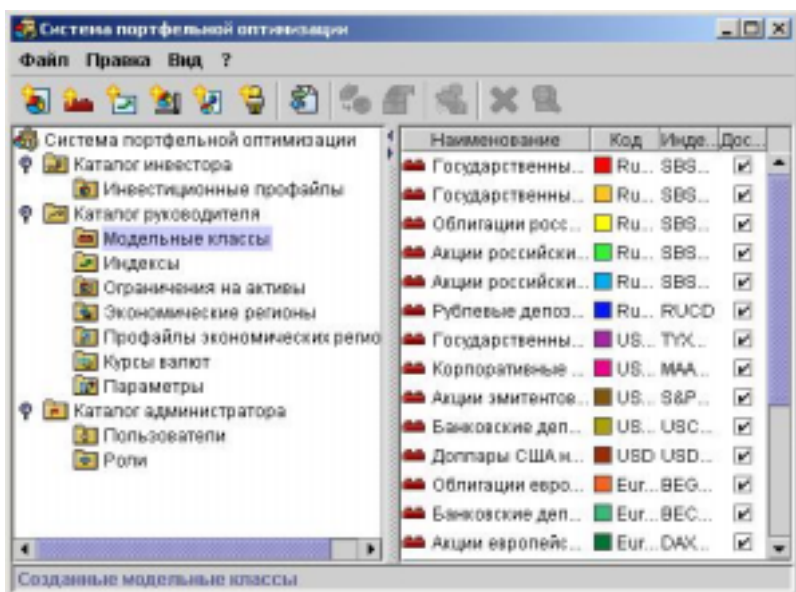 Система портфельной оптимизации
Файл Правка Вид ?
Система портфельной оптимизации
Каталог инвестора
Инвестиционные профайлы
Каталог руководителя
Модельные классы
Индексы
Ограничения на активы
Экономические регионы
Профайлы экономических регио
Курсы валют
Параметры
Каталог администратора
Пользователи
Роли
Наименование Код Инде... Дос...
Государственны... Ru... SBS...
Государственны... Ru... SBS...
Облигации росс... Ru... SBS...
Акции российски... Ru... SBS...
Акции российски... Ru... SBS...
Рублевые депоз... Ru... RUCD
Государственны... US... TYX...
Корпоративные ... US... MAA...
Акции эмитентов... US... S&P...
Банковские деп... US... USC...
Доллары США н... USD USD...
Облигации евро... Eur... BEG...
Банковские деп... Eur... BEC...
Акции европейс... Eur... DAX...
Созданные модельные классы